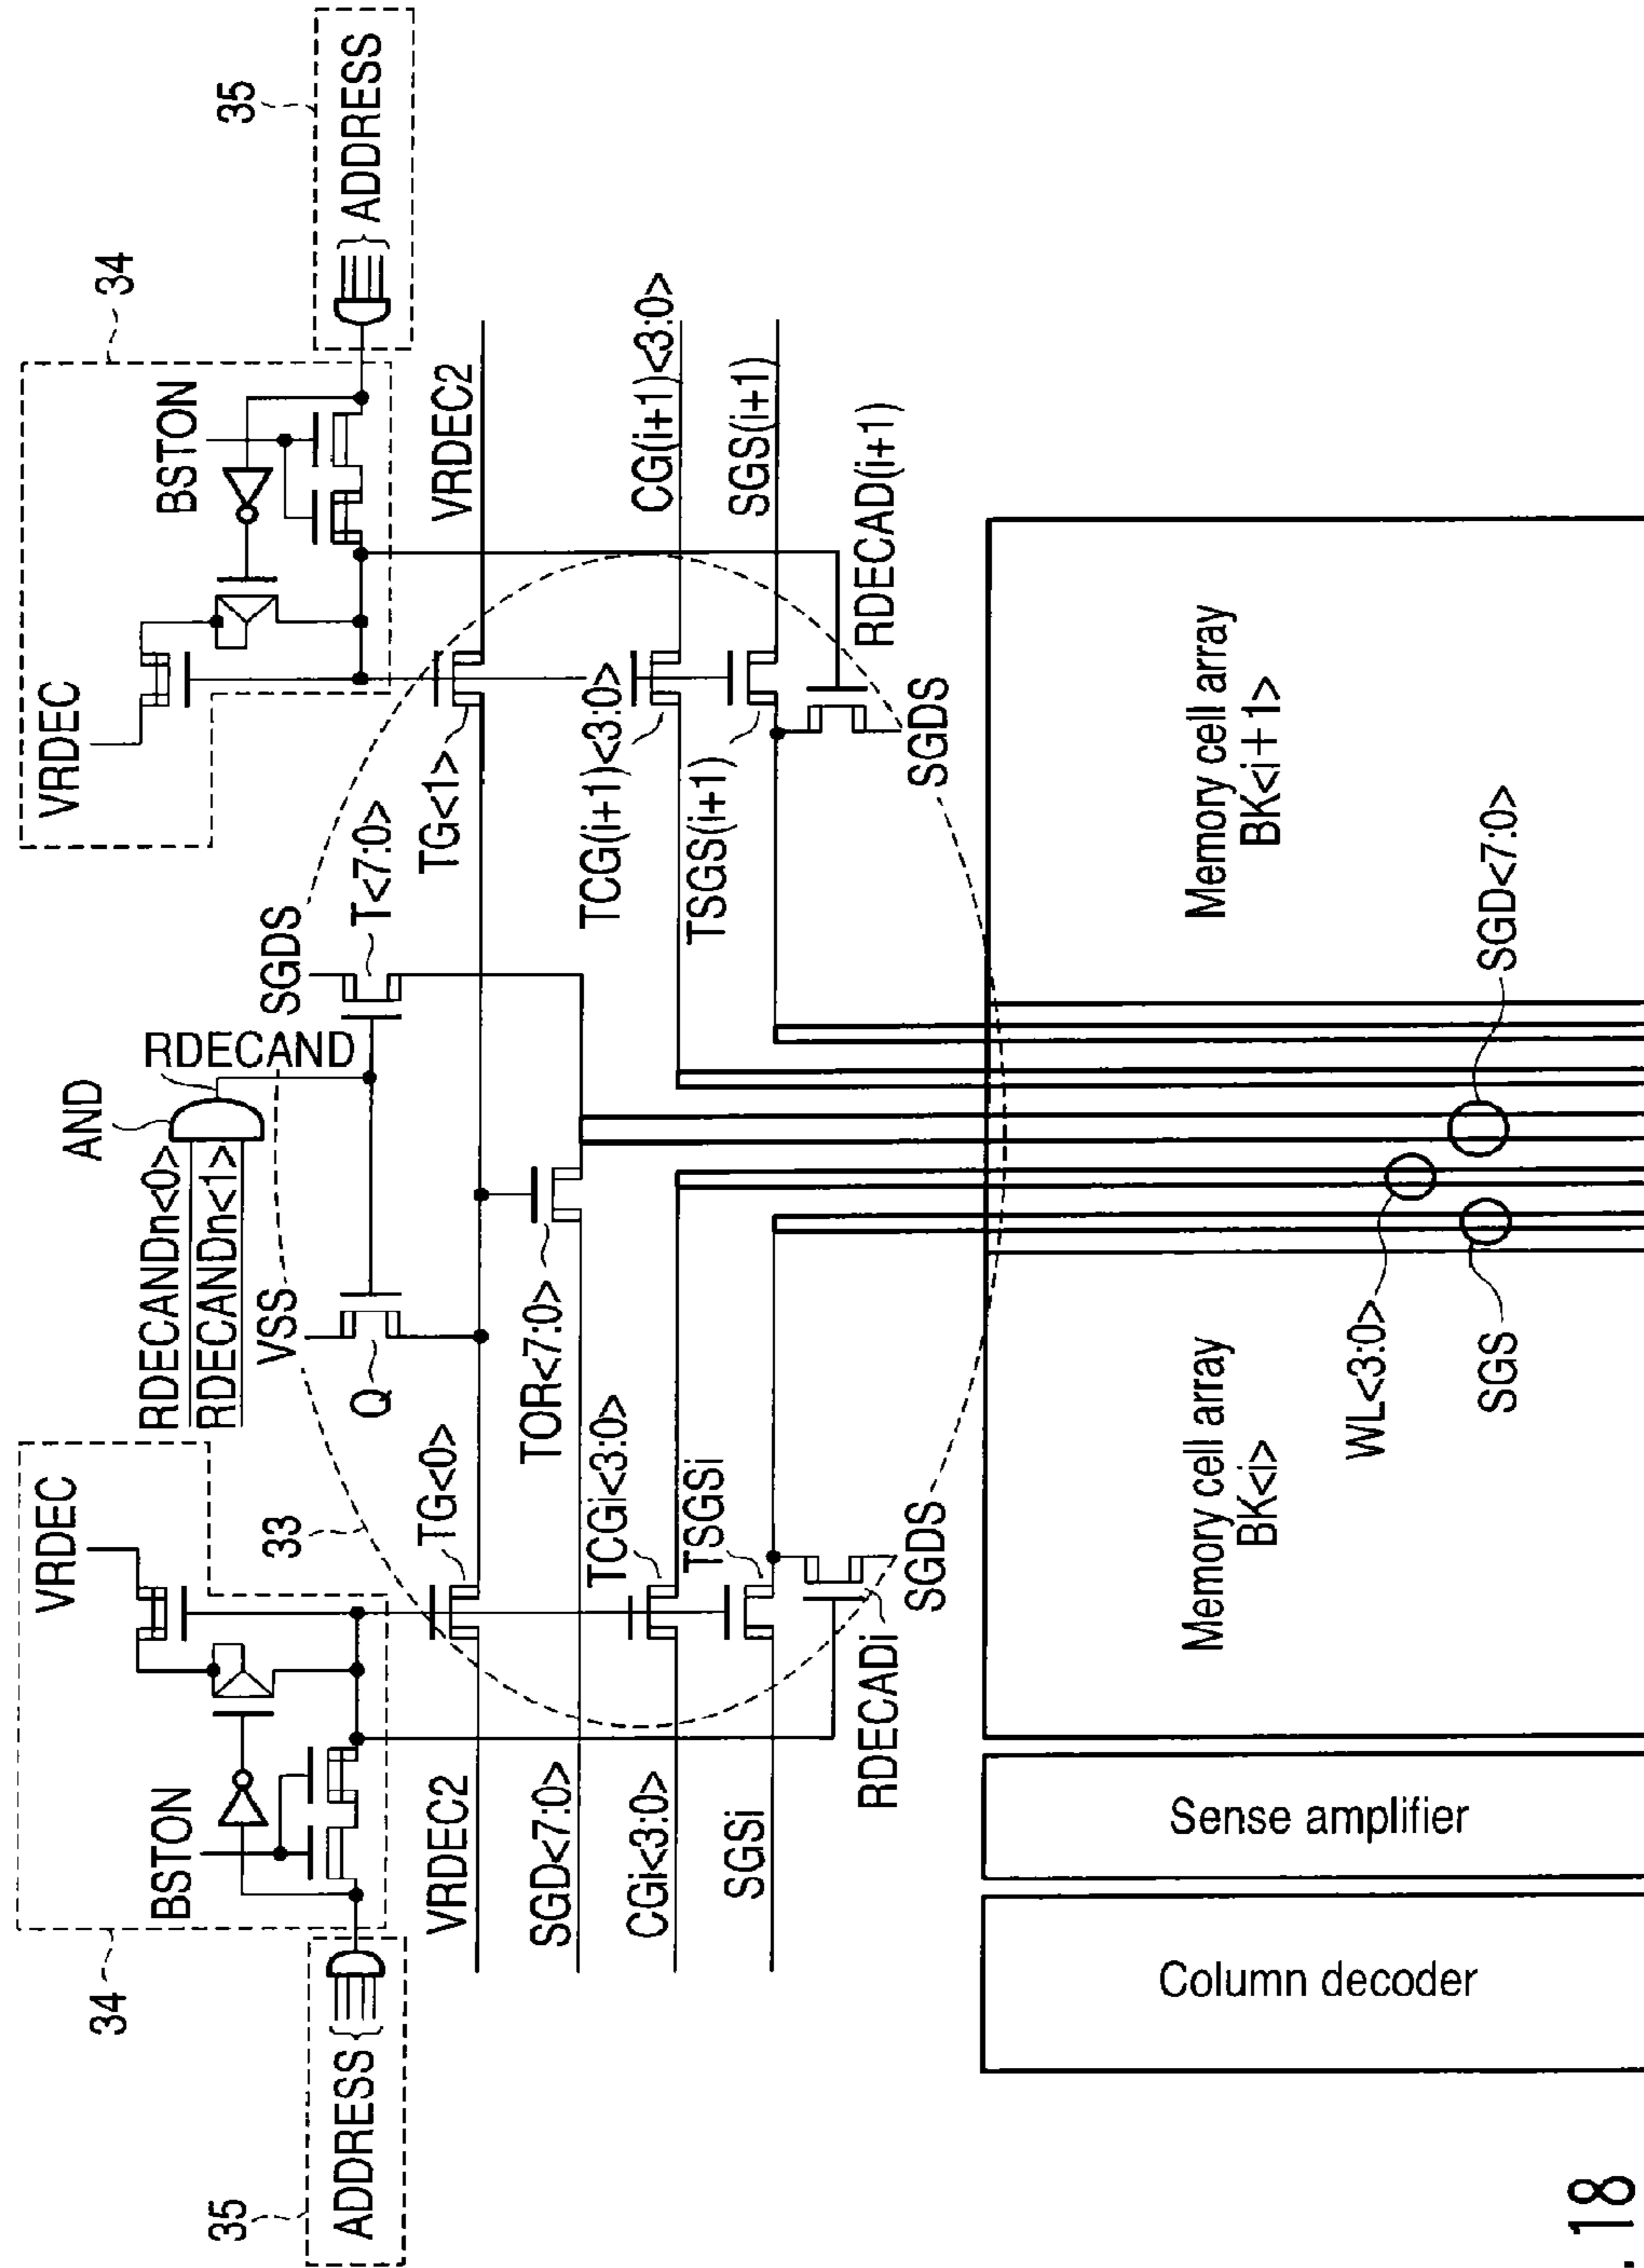 35
ADDRESS
34
BSTON
VRDEC
33
VRDEC2
TG<0>
SGD<7:0>
TOR<7:0>
CGi<3:0>
TCGi<3:0>
SGSi
TSGSi
RDECADi
SGDS
RDECANDn<0>
RDECANDn<1>
AND
RDECAND
VSS
Q
SGDS
T<7:0>
VRDEC
34
BSTON
35
ADDRESS
TG<1>
VRDEC2
TCG(i+1)<3:0>
CG(i+1)<3:0>
TSGS(i+1)
SGS(i+1)
RDECAD(i+1)
SGDS
Column decoder
Sense amplifier
Memory cell array
BK<i>
Memory cell array
BK<i+1>
WL<3:0>
SGS
SGD<7:0>
. 18